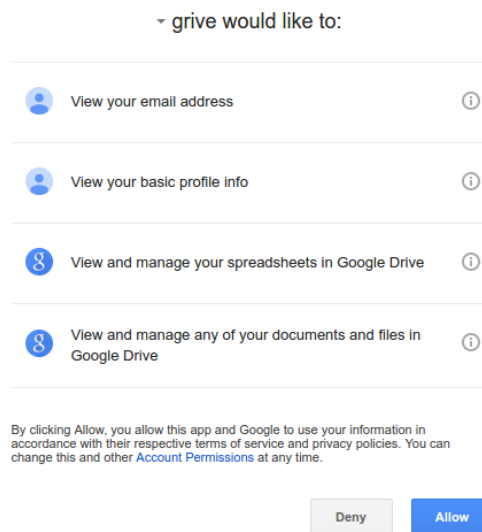 grive would like to:
View your email address
View your basic profile info
8 View and manage your spreadsheets in Google Drive
8 View and manage any of your documents and files in
Google Drive
By clicking Allow, you allow this app and Google to use your information in
accordance with their respective terms of service and privacy policies. You can
change this and other Account Permissions at any time.
Deny Allow